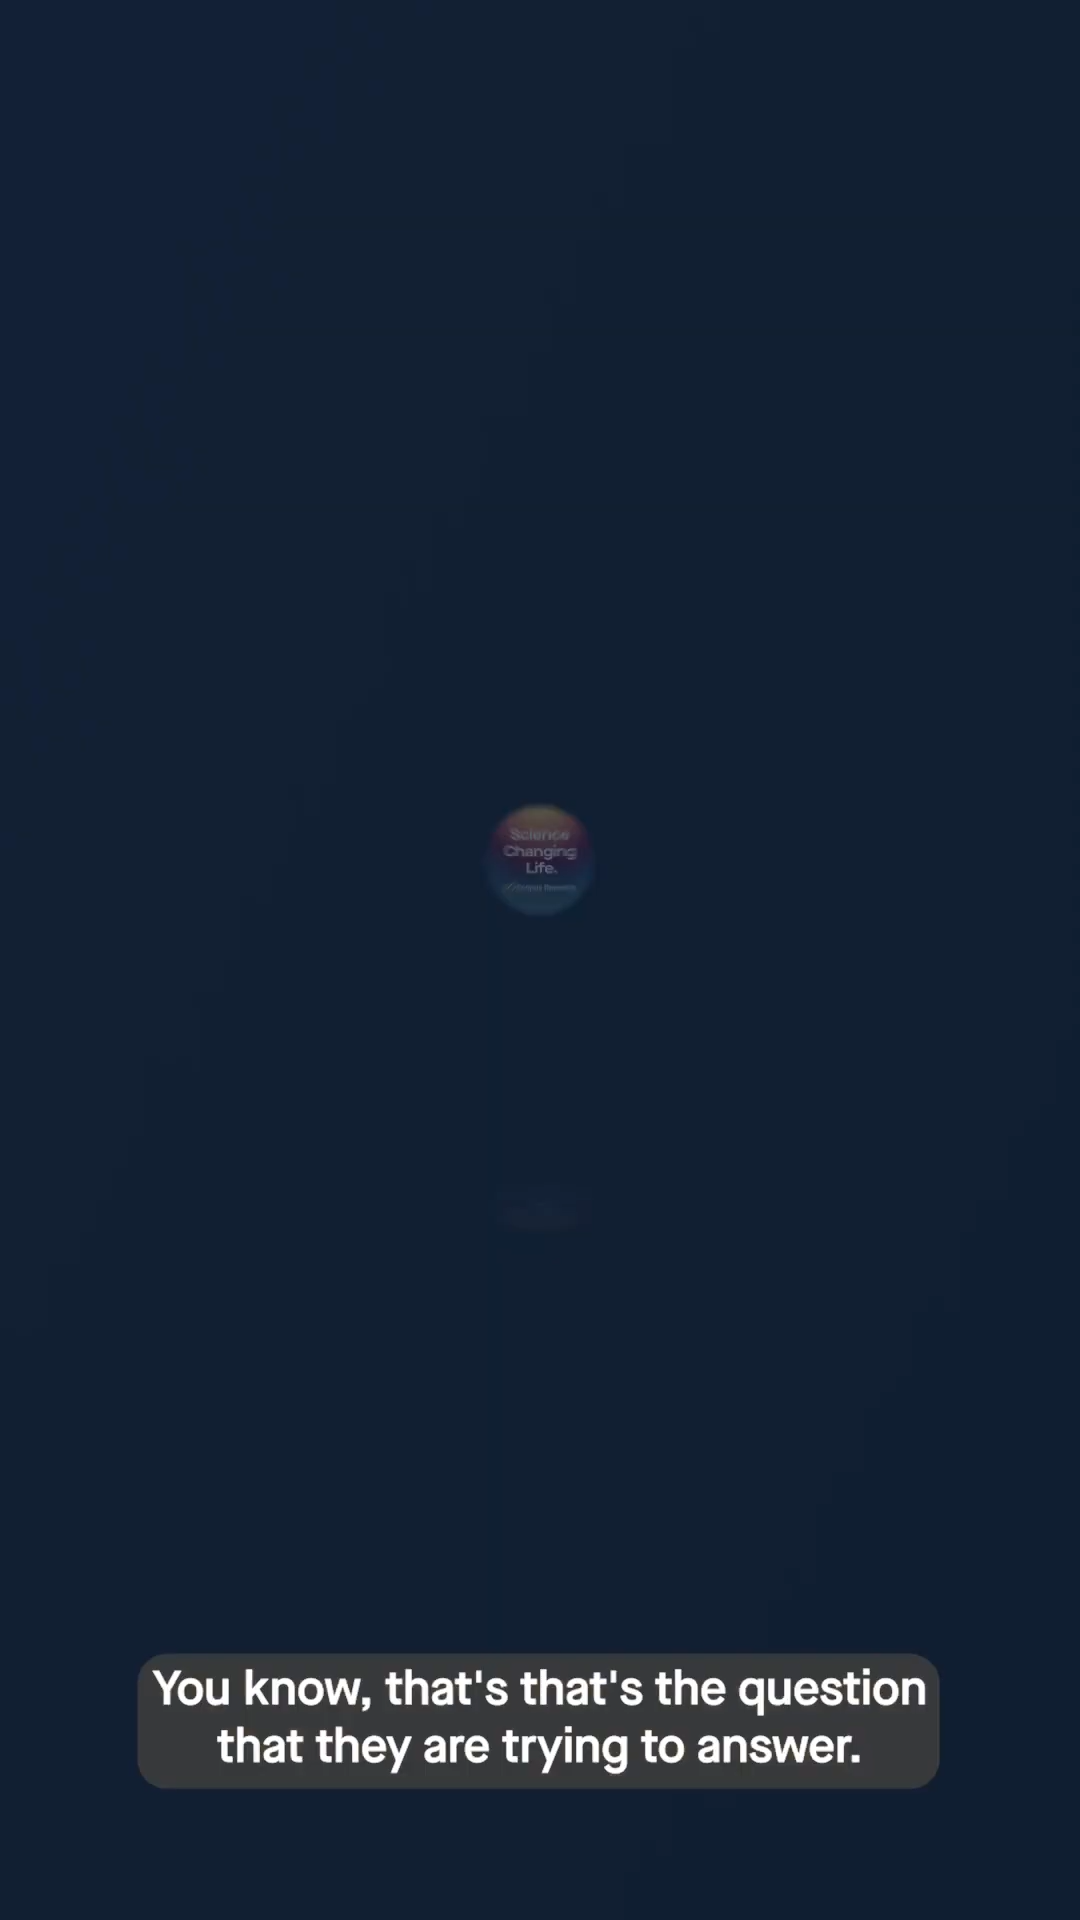 Science
Changing
Life.
You know, that's that's the question
that they are trying to answer.